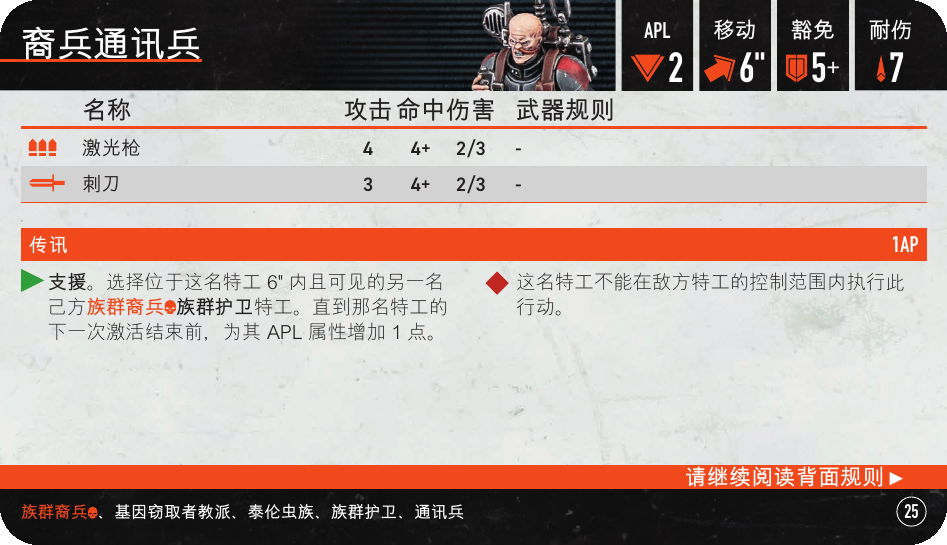 裔兵通讯兵
APL 移动 豁免 耐伤
2 6" 5+ 7
名称 攻击 命中 伤害 武器规则
激光枪 4 4+ 2/3 -
刺刀 3 4+ 2/3 -
传讯 1AP
支援。选择位于这名特工 6" 内且可见的另一名
己方族群裔兵族群护卫特工。直到那名特工的
下一次激活结束前，为其 APL 属性增加 1 点。
这名特工不能在敌方特工的控制范围内执行此
行动。
请继续阅读背面规则
族群裔兵、基因窃取者教派、泰伦虫族、族群护卫、通讯兵
25